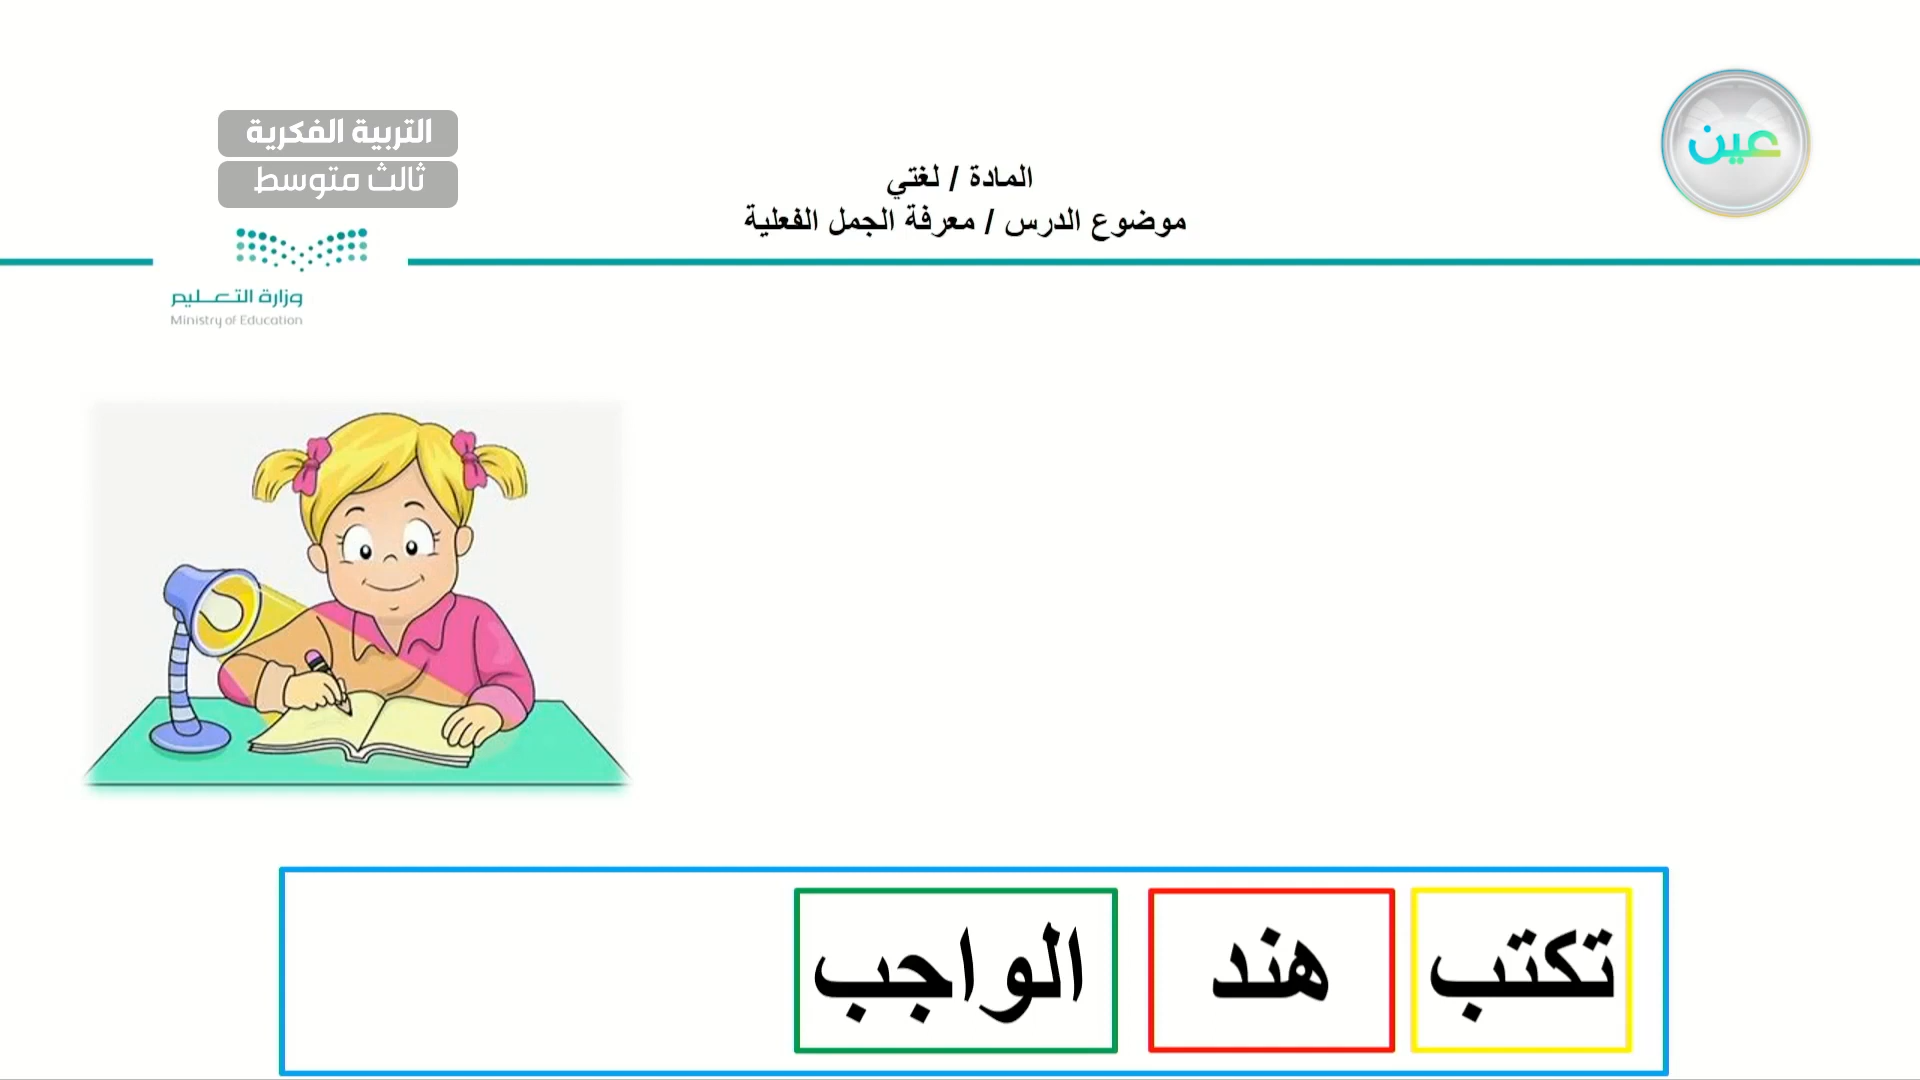 عين
التربية الفكرية
ثالث متوسط
المادة / لغتي
موضوع الدرس / معرفة الجمل الفعلية
وزارة التعليم
Ministry of Education
تكتب هند الواجب